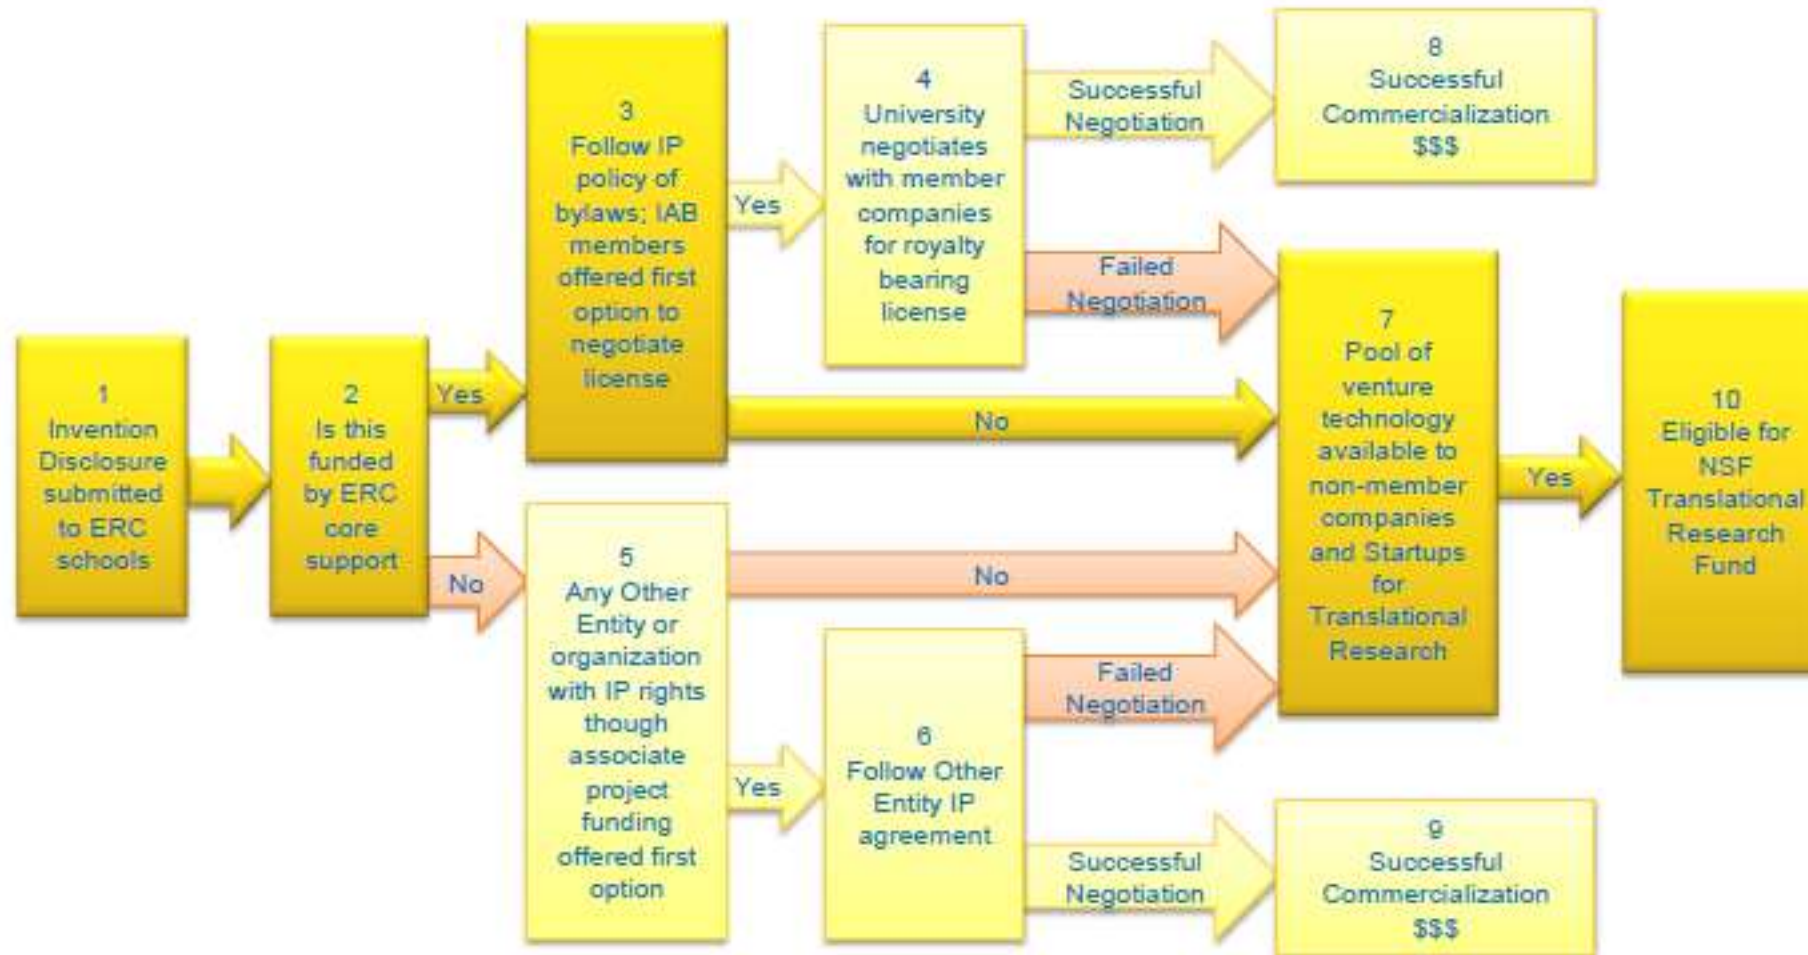 1
Invention
Disclosure
submitted
to ERC
schools
2
Is this
funded
by ERC
core
support
Yes
No
3
Follow IP
policy of
bylaws; IAB
members
offered first
option to
negotiate
license
Yes
No
4
University
negotiates
with member
companies
for royalty
bearing
license
Successful
Negotiation
Failed
Negotiation
5
Any Other
Entity or
organization
with IP rights
though
associate
project
funding
offered first
option
No
Yes
6
Follow Other
Entity IP
agreement
Failed
Negotiation
Successful
Negotiation
7
Pool of
venture
technology
available to
non-member
companies
and Startups
for
Translational
Research
Yes
8
Successful
Commercialization
$$$
9
Successful
Commercialization
$$$
10
Eligible for
NSF
Translational
Research
Fund